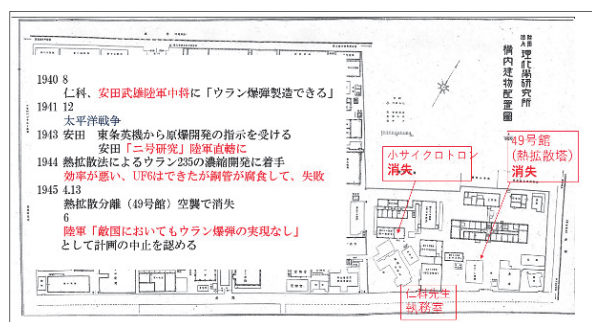 1940 8
仁科、安田武雄陸軍中将に「ウラン爆弾製造できる」
1941 12
太平洋戦争
1943 安田 東条英機から原爆開発の指示を受ける
安田「ニ号研究」陸軍直轄に
1944 熱拡散法によるウラン235の濃縮開発に着手
効率が悪い、UF6はできたが銅管が腐食して、失敗
1945 4.13
熱拡散分離（49号館）空襲で消失
6
陸軍「敵国においてもウラン爆弾の実現なし」
として計画の中止を認める
財団法人 理化學研究所
構内建物配置圖
小サイクロトロン
消失.
49号館
(熱拡散塔)
消失
仁科先生
執務室